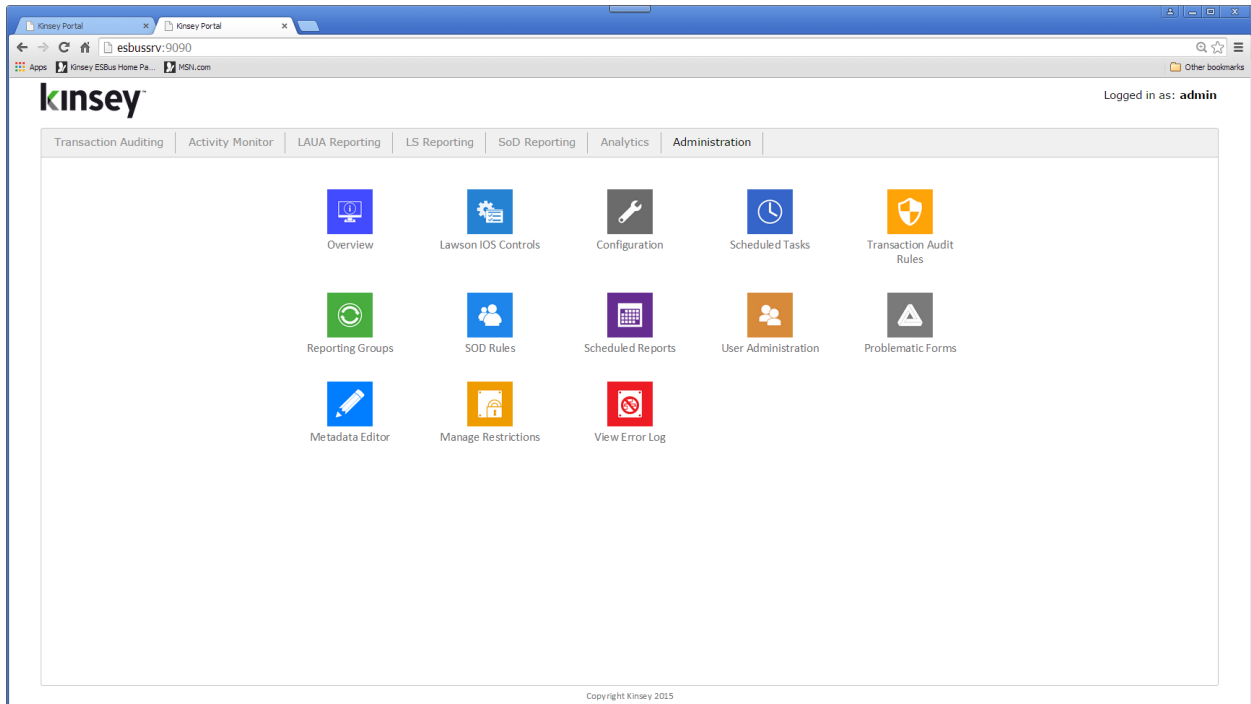 Kinsey Portal
Kinsey Portal
esbussrv:9090
Apps Kinsey ESBus Home Pa... MSN.com Other bookmarks
kinsey™
Logged in as: admin
Transaction Auditing Activity Monitor LAUA Reporting LS Reporting SoD Reporting Analytics Administration
Overview Lawson IOS Controls Configuration Scheduled Tasks Transaction Audit
Rules
Reporting Groups SOD Rules Scheduled Reports User Administration Problematic Forms
Metadata Editor Manage Restrictions View Error Log
Copyright Kinsey 2015